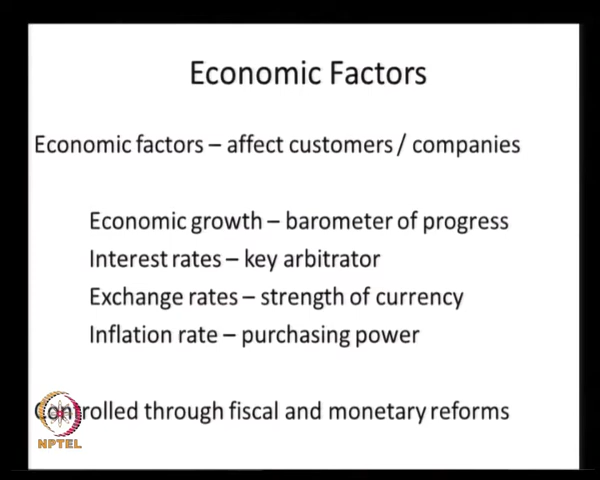 Economic Factors
Economic factors – affect customers / companies
Economic growth – barometer of progress
Interest rates – key arbitrator
Exchange rates – strength of currency
Inflation rate – purchasing power
Controlled through fiscal and monetary reforms
NPTEL